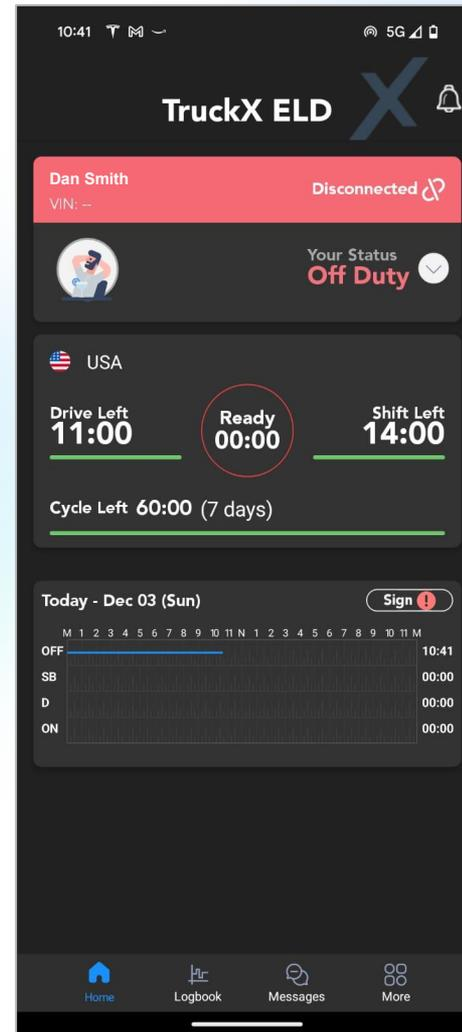 10:41 5G
TruckX ELD
Dan Smith
VIN: --
Disconnected
Your Status
Off Duty
USA
Drive Left
11:00
Ready
00:00
Shift Left
14:00
Cycle Left 60:00 (7 days)
Today - Dec 03 (Sun)
Sign !
M 1 2 3 4 5 6 7 8 9 10 11 N 1 2 3 4 5 6 7 8 9 10 11 M
OFF 10:41
SB 00:00
D 00:00
ON 00:00
Home Logbook Messages More